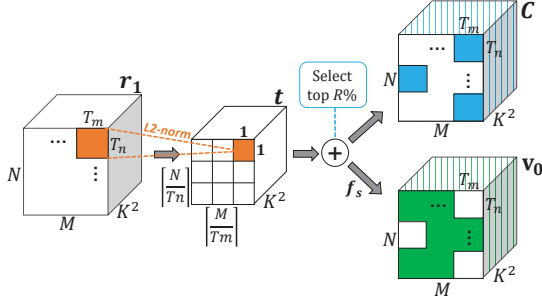 r₁
Tₘ
...
Tₙ
⋮
N
M
K²
L2-norm
t
1
1
⌈N/Tn⌉
⌈M/Tm⌉
K²
Select
top R%
+
fₛ
C
Tₘ
...
Tₙ
N
⋮
M
K²
v₀
Tₘ
...
Tₙ
N
⋮
M
K²